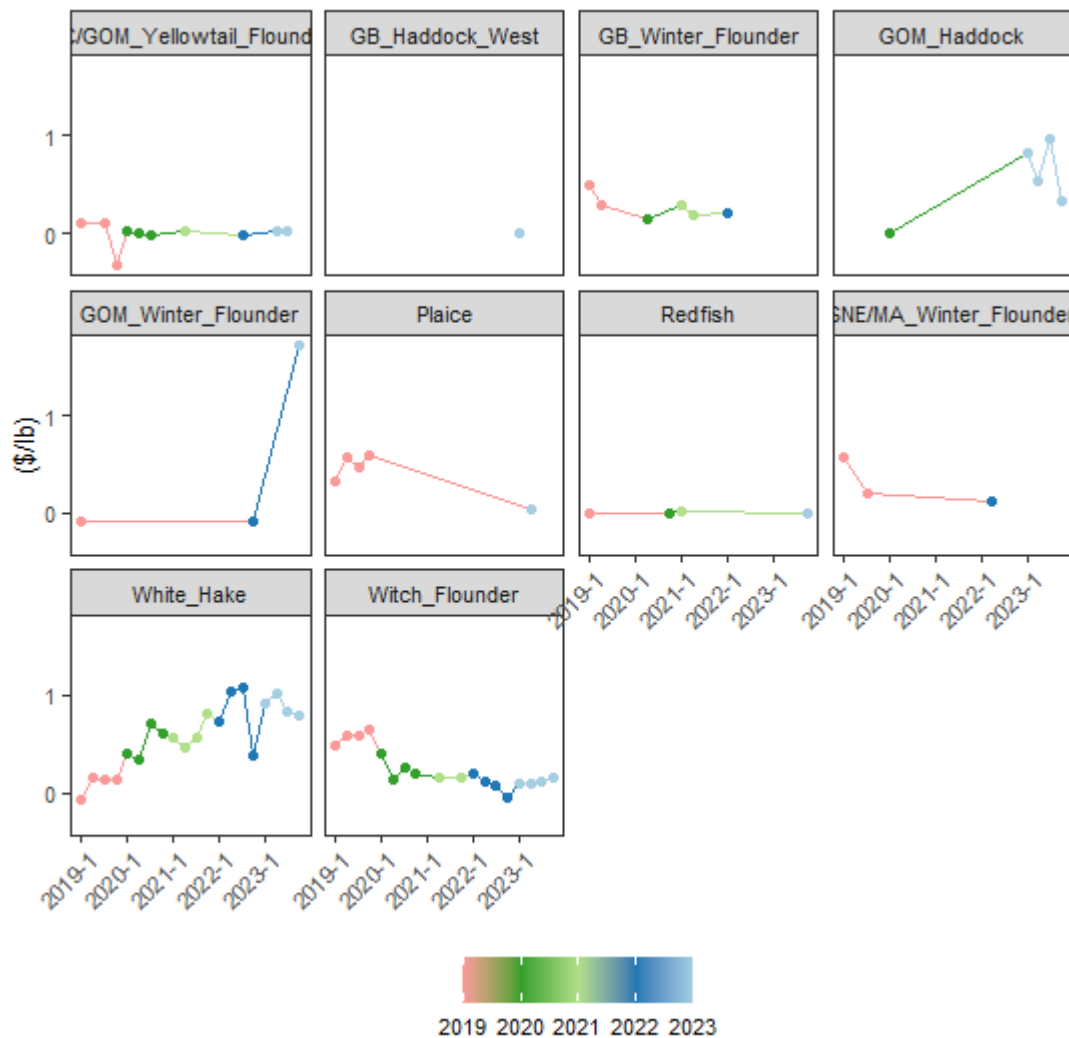 C/GOM_Yellowtail_Flound
GB_Haddock_West
GB_Winter_Flounder
GOM_Haddock
1
0
GOM_Winter_Flounder
Plaice
Redfish
SNE/MA_Winter_Flounder
($/lb)
1
0
2019-1
2020-1
2021-1
2022-1
2023-1
2019-1
2020-1
2021-1
2022-1
2023-1
White_Hake
Witch_Flounder
1
0
2019-1
2020-1
2021-1
2022-1
2023-1
2019-1
2020-1
2021-1
2022-1
2023-1
2019 2020 2021 2022 2023